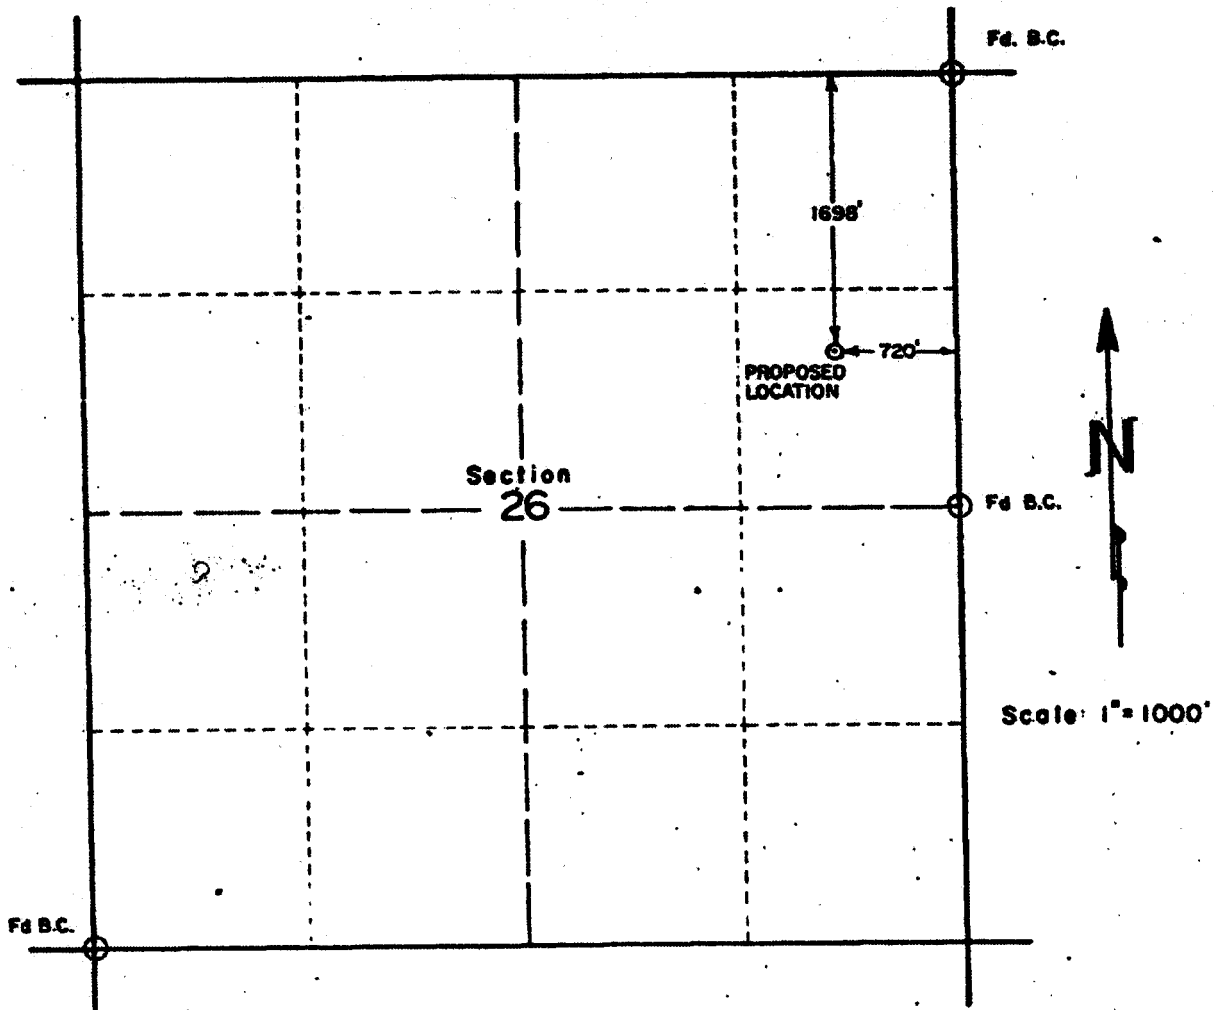 Fd. B.C.
1698'
720'
PROPOSED
LOCATION
N
Section
26
Fd B.C.
Scale: 1"= 1000'
Fd B.C.